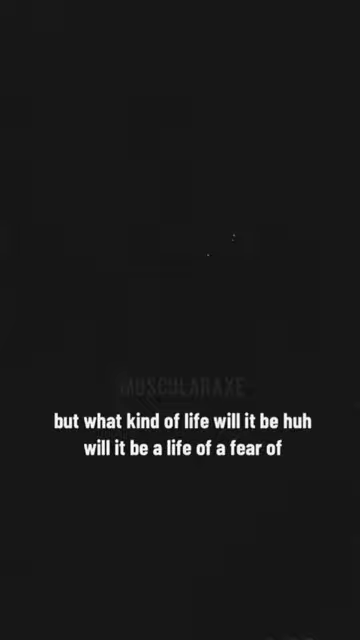 MUSCULARAXE
but what kind of life will it be huh
will it be a life of a fear of